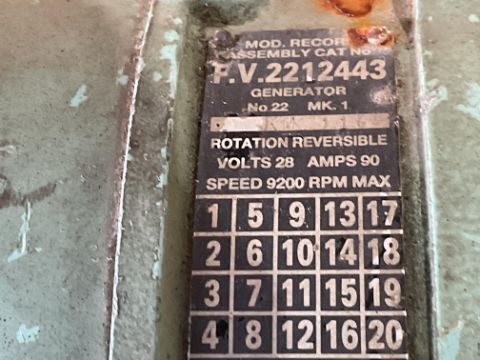 MOD. RECOR
ASSEMBLY CAT No
F.V.2212443
GENERATOR
No 22 MK. 1
ROTATION REVERSIBLE
VOLTS 28 AMPS 90
SPEED 9200 RPM MAX
1 5 9 13 17
2 6 10 14 18
3 7 11 15 19
4 8 12 16 20